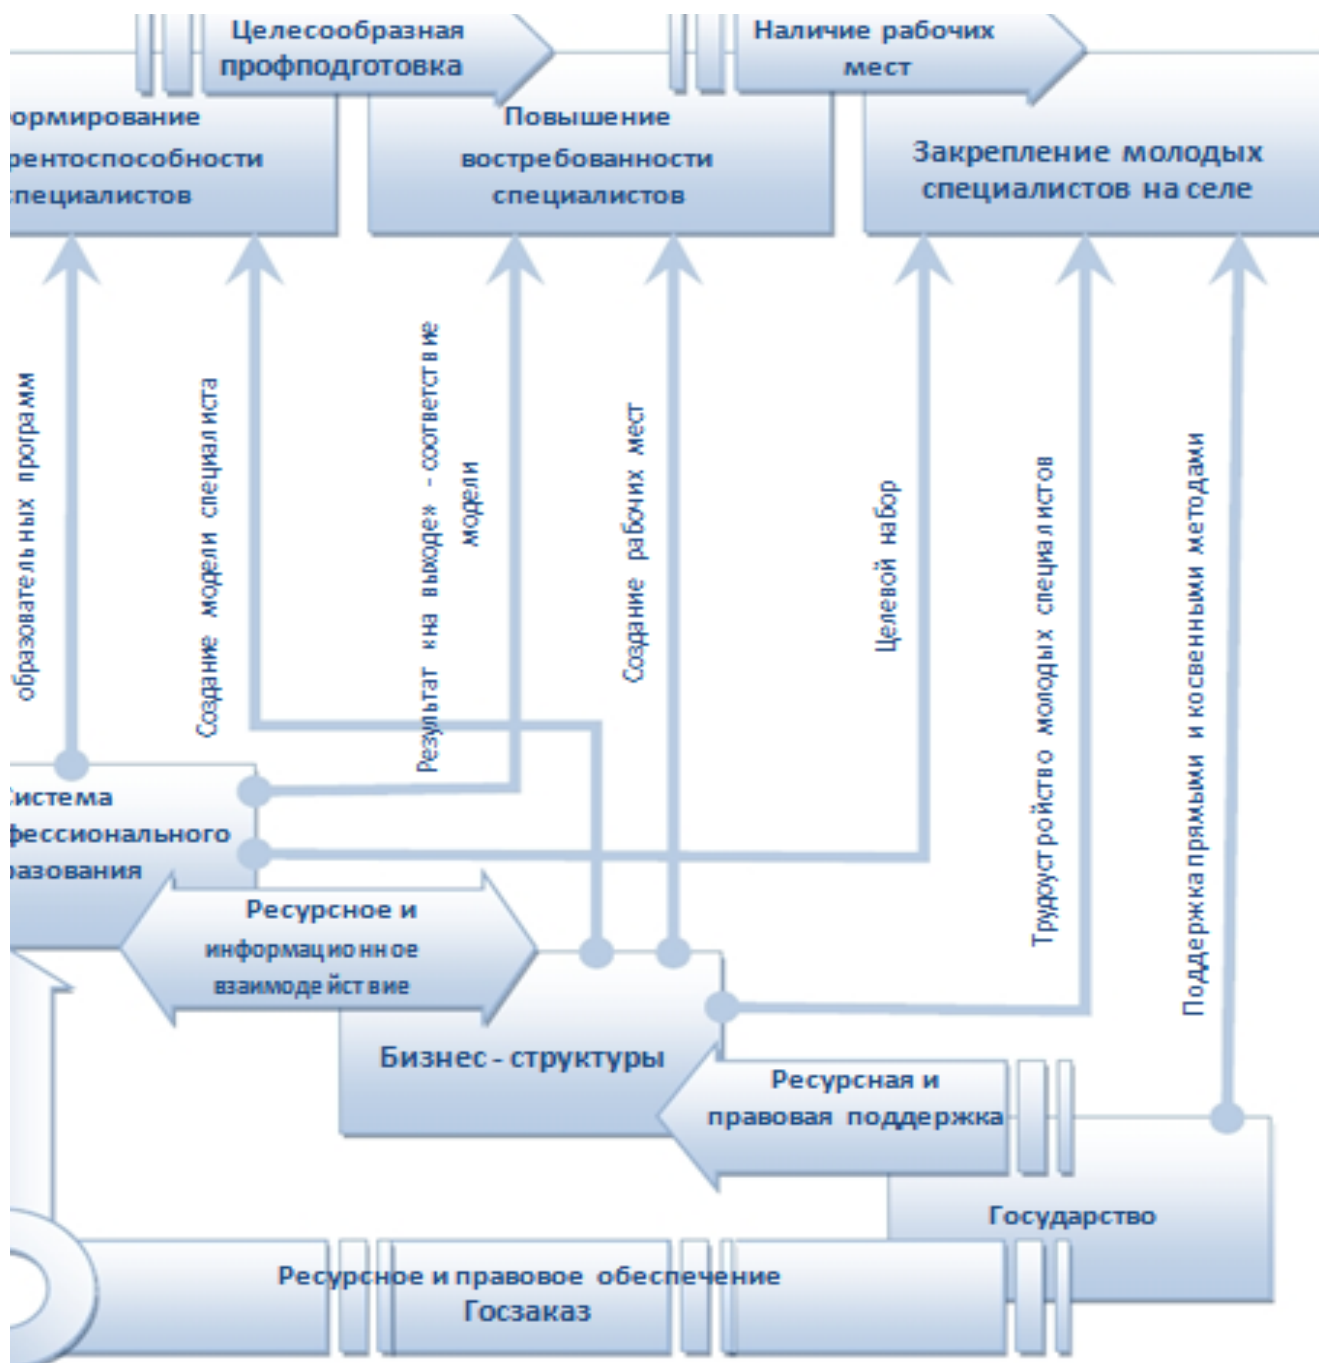 Целесообразная
профподготовка
Наличие рабочих
мест
ормирование
рентоспособности
пециалистов
Повышение
востребованности
специалистов
Закрепление молодых
специалистов на селе
образовательных программ
Создание модели специалиста
Результат «на выходе» - соответствие
модели
Создание рабочих мест
Целевой набор
Трудоустройство молодых специалистов
Поддержка прямыми и косвенными методами
истема
фессионального
разования
Ресурсное и
информационное
взаимодействие
Бизнес - структуры
Ресурсная и
правовая поддержка
Государство
Ресурсное и правовое обеспечение
Госзаказ